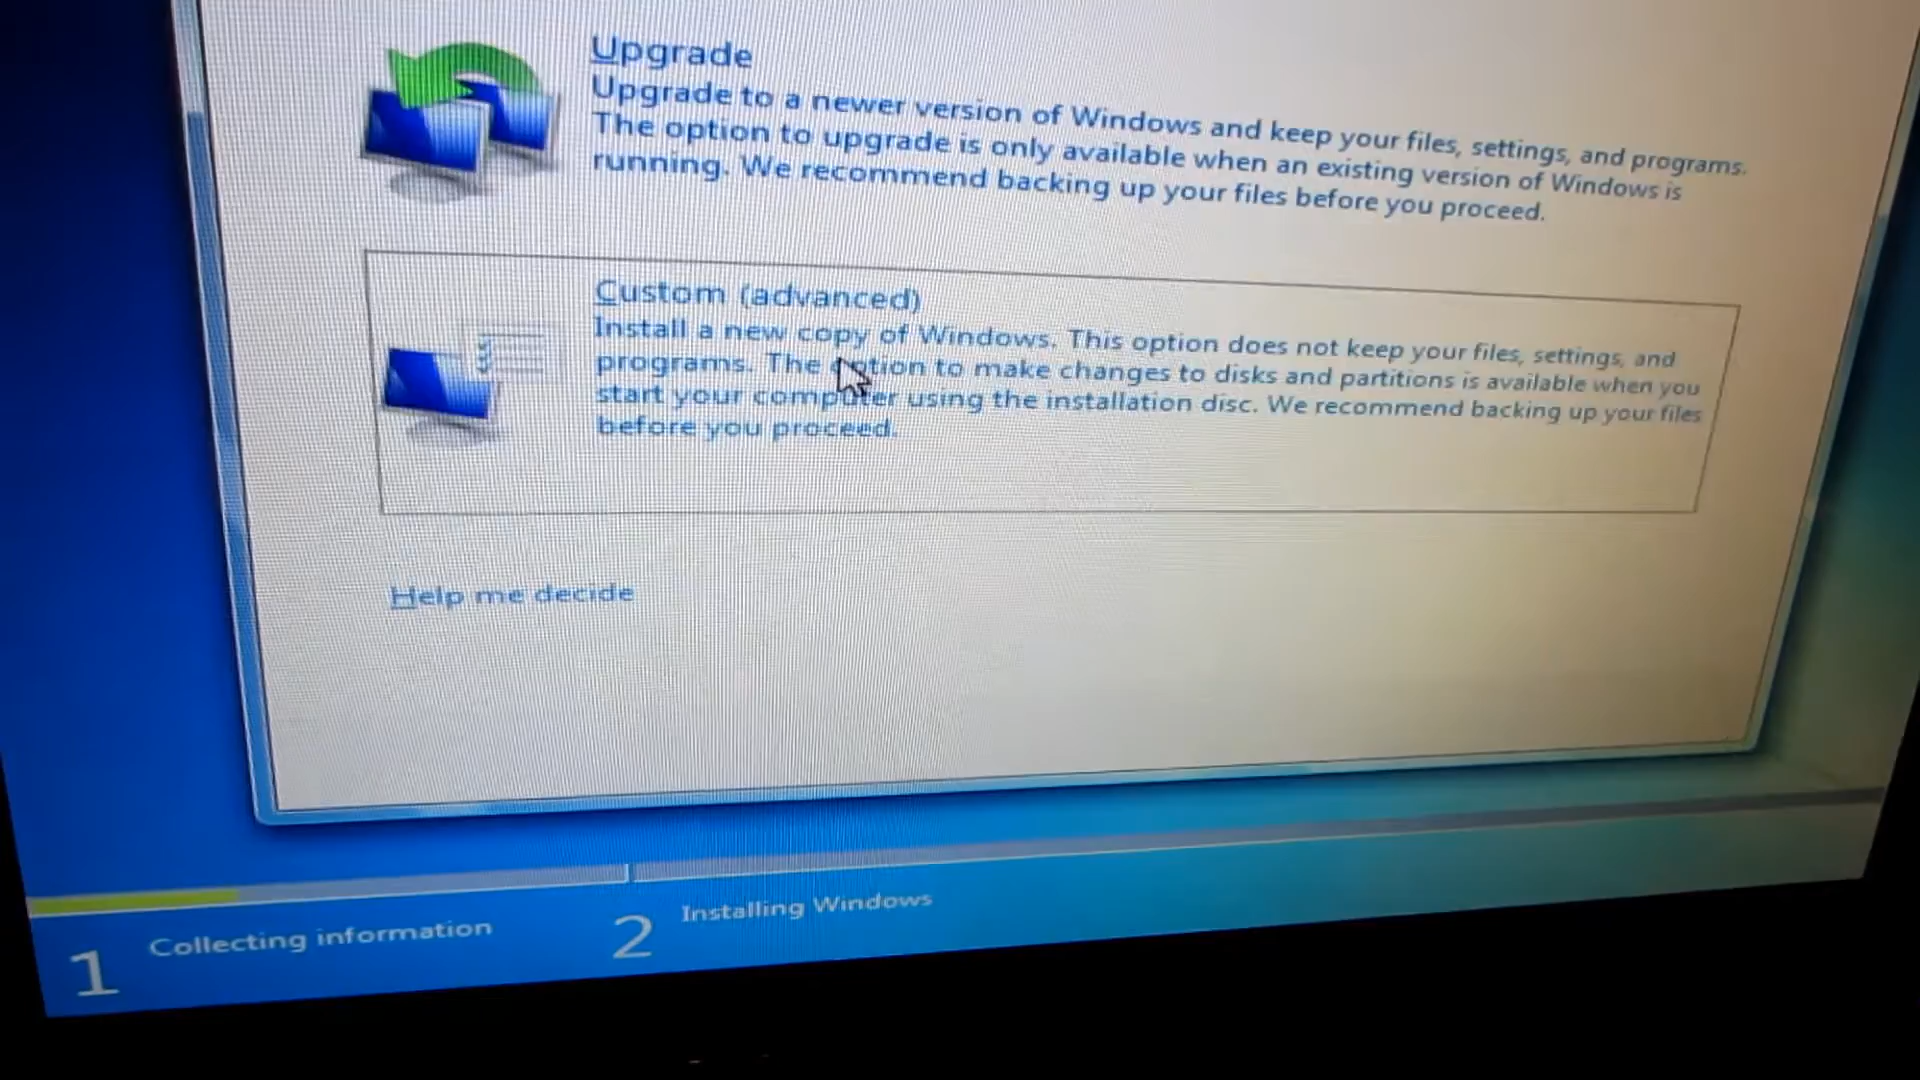 Upgrade
Upgrade to a newer version of Windows and keep your files, settings, and programs.
The option to upgrade is only available when an existing version of Windows is
running. We recommend backing up your files before you proceed.
Custom (advanced)
Install a new copy of Windows. This option does not keep your files, settings, and
programs. The option to make changes to disks and partitions is available when you
start your computer using the installation disc. We recommend backing up your files
before you proceed.
Help me decide
1 Collecting information
2 Installing Windows